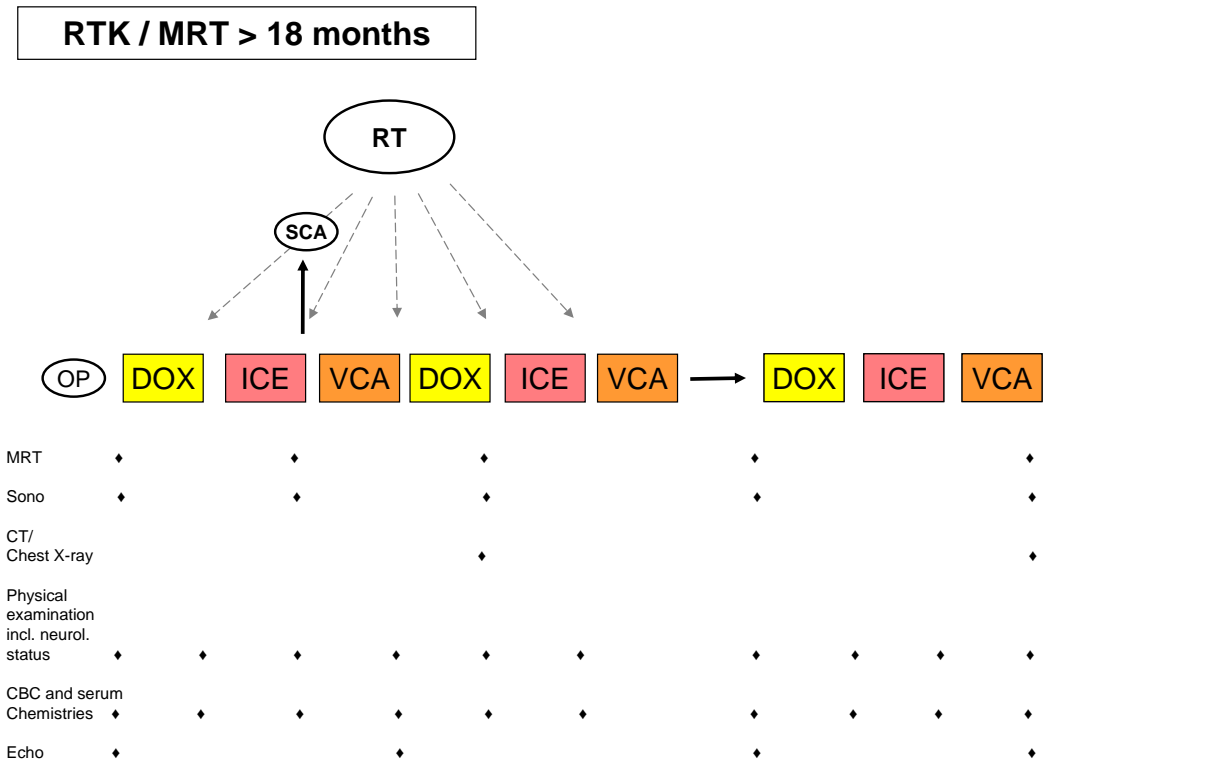 RTK / MRT > 18 months
RT
SCA
OP DOX ICE VCA DOX ICE VCA DOX ICE VCA
MRT
Sono
CT/
Chest X-ray
Physical
examination
incl. neurol.
status
CBC and serum
Chemistries
Echo